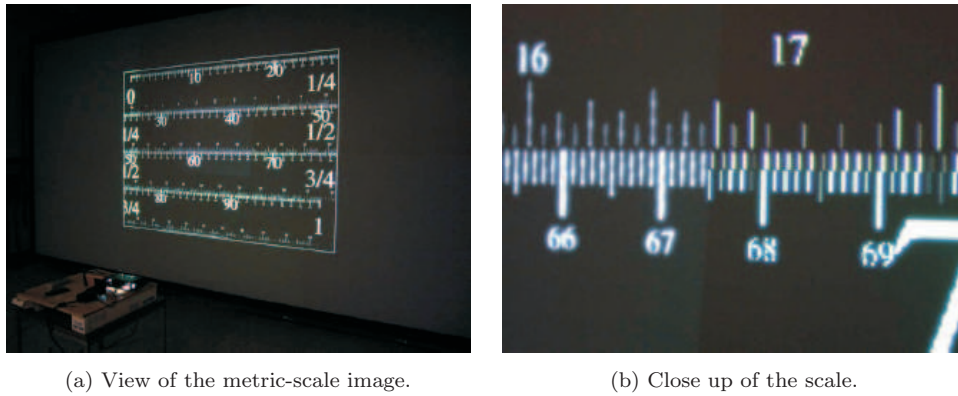 0 10 20 1/4
1/4 30 40 50 1/2
50 60 70
1/2 3/4
80 90
3/4 1
16 17
66 67 68 69
(a) View of the metric-scale image.
(b) Close up of the scale.